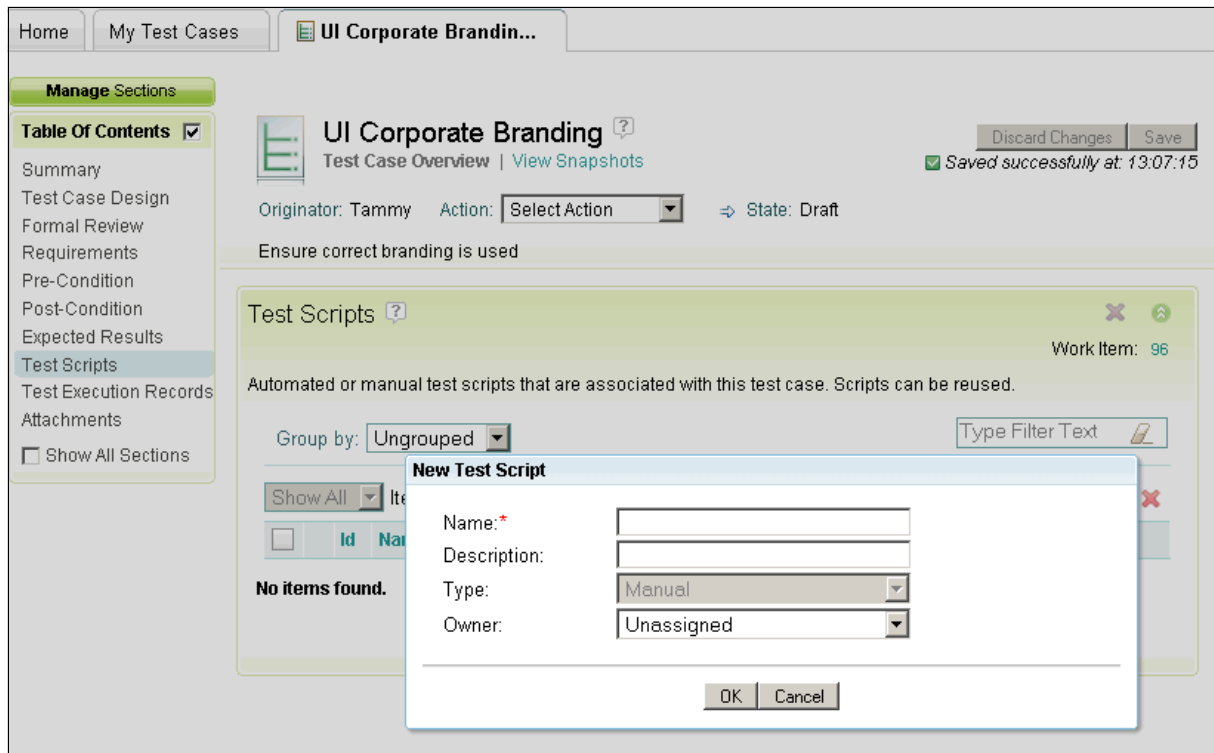 Home
My Test Cases
UI Corporate Brandin...
Manage Sections
Table Of Contents
Summary
Test Case Design
Formal Review
Requirements
Pre-Condition
Post-Condition
Expected Results
Test Scripts
Test Execution Records
Attachments
Show All Sections
UI Corporate Branding
Test Case Overview | View Snapshots
Discard Changes Save
Saved successfully at: 13:07:15
Originator: Tammy Action: Select Action State: Draft
Ensure correct branding is used
Test Scripts
Work Item: 96
Automated or manual test scripts that are associated with this test case. Scripts can be reused.
Group by: Ungrouped
Type Filter Text
Show All
Id
No items found.
New Test Script
Name:*
Description:
Type: Manual
Owner: Unassigned
OK Cancel